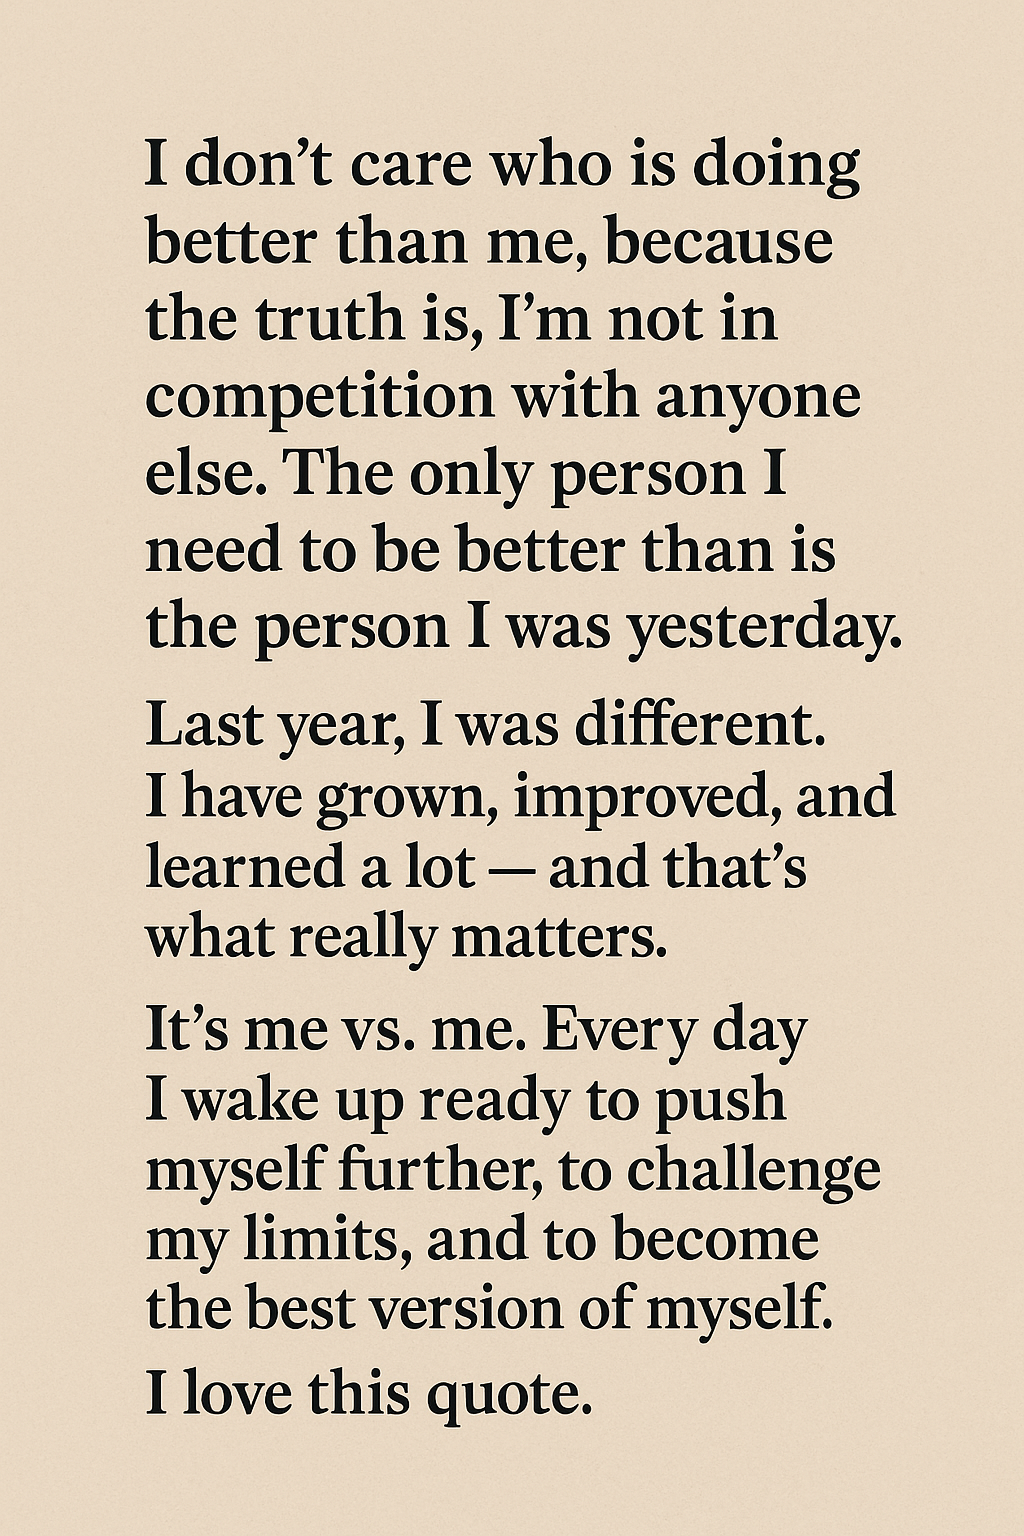 I don’t care who is doing
better than me, because
the truth is, I’m not in
competition with anyone
else. The only person I
need to be better than is
the person I was yesterday.
Last year, I was different.
I have grown, improved, and
learned a lot — and that’s
what really matters.
It’s me vs. me. Every day
I wake up ready to push
myself further, to challenge
my limits, and to become
the best version of myself.
I love this quote.